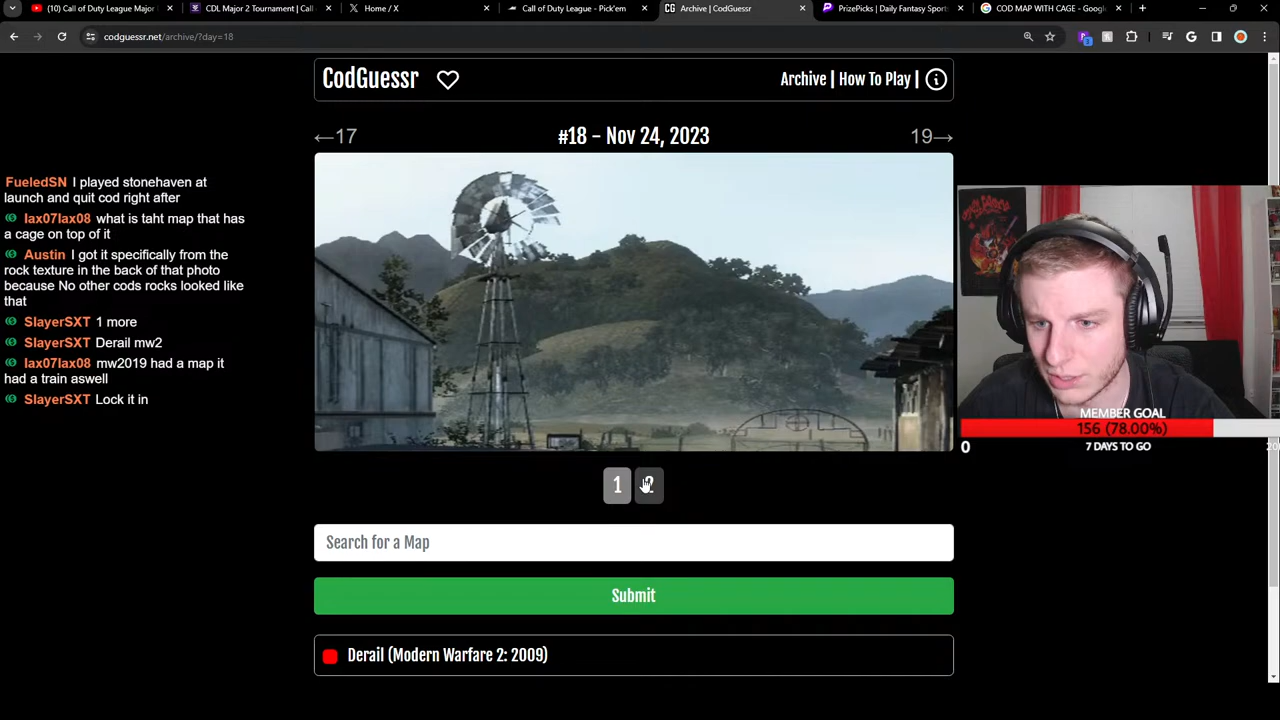 (10) Call of Duty League Major
CDL Major 2 Tournament | Call
Home / X
Call of Duty League - Pick'em
CG
Archive | CodGuessr
PrizePicks | Daily Fantasy Sport
COD MAP WITH CAGE - Google
codguessr.net/archive/?day=18
CodGuessr
Archive | How To Play |
←17
#18 - Nov 24, 2023
19→
FueledSN I played stonehaven at
launch and quit cod right after
lax07lax08 what is taht map that has
a cage on top of it
Austin I got it specifically from the
rock texture in the back of that photo
because No other cods rocks looked like
that
SlayerSXT 1 more
SlayerSXT Derail mw2
lax07lax08 mw2019 had a map it
had a train aswell
SlayerSXT Lock it in
MEMBER GOAL
156 (78.00%)
0
7 DAYS TO GO
1
2
Search for a Map
Submit
Derail (Modern Warfare 2: 2009)